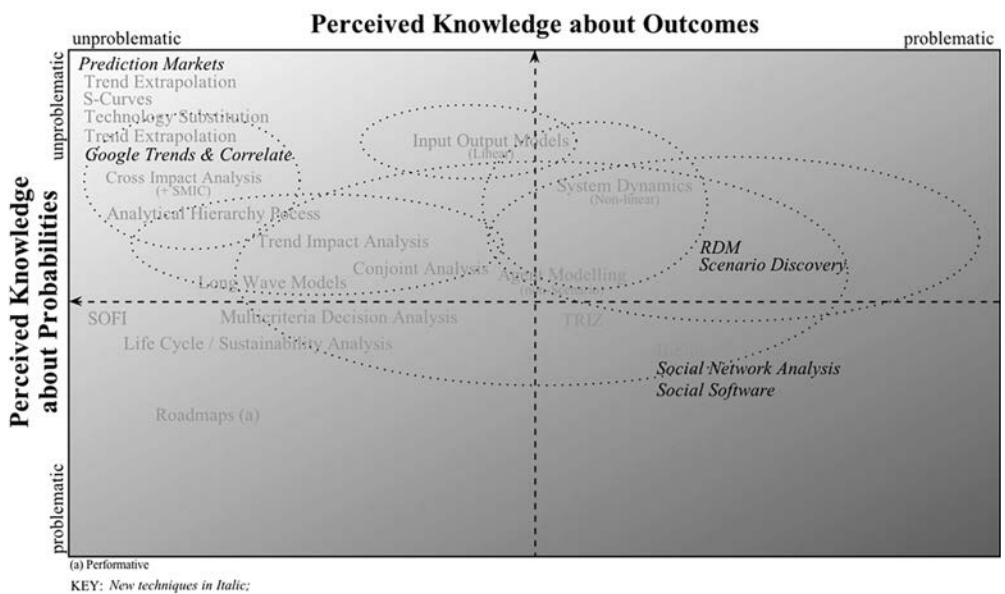 Perceived Knowledge about Outcomes
unproblematic
problematic
Perceived Knowledge
about Probabilities
unproblematic
problematic
Prediction Markets
Trend Extrapolation
S-Curves
Technology Substitution
Trend Extrapolation
Google Trends & Correlate
Cross Impact Analysis
(+ SMIC)
Analytical Hierarchy Pocess
Input Output Models
(Linear)
System Dynamics
(Non-linear)
Trend Impact Analysis
Conjoint Analysis
Long Wave Models
Agent Modelling
RDM
Scenario Discovery
SOFI
Multicriteria Decision Analysis
TRIZ
Life Cycle / Sustainability Analysis
Social Network Analysis
Social Software
Roadmaps (a)
(a) Performative
KEY: New techniques in Italic;